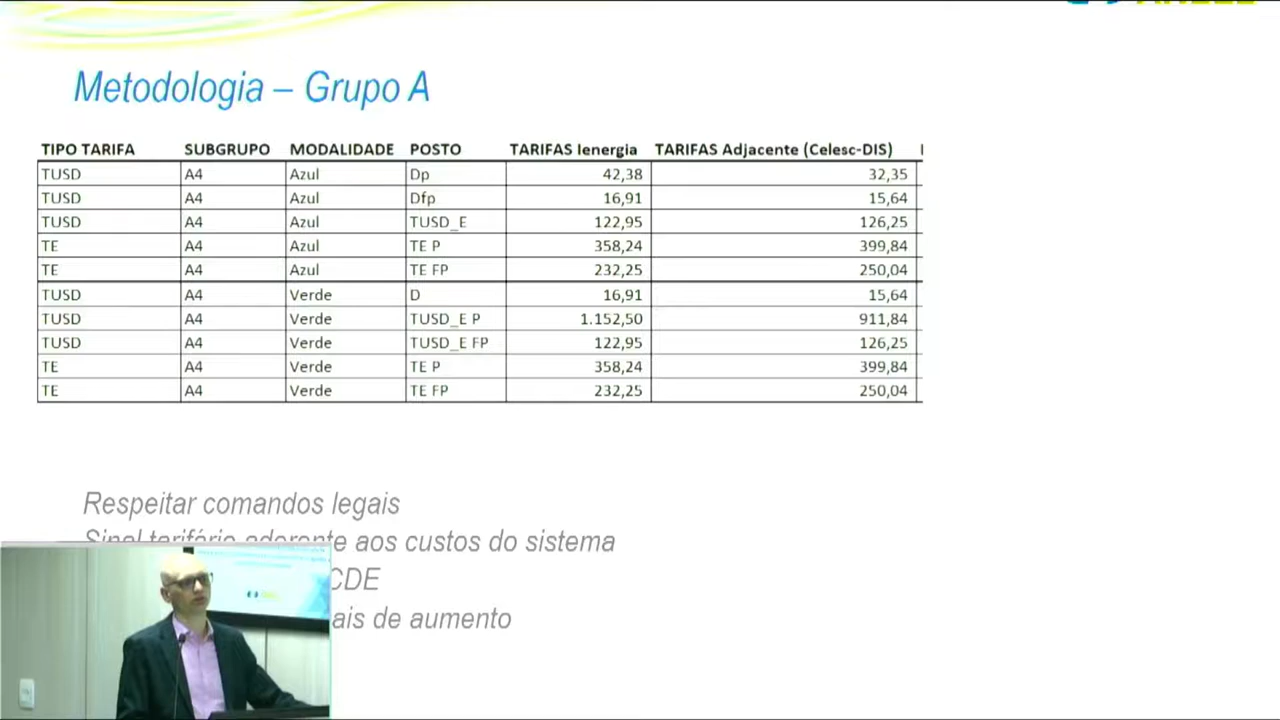 Metodologia – Grupo A
TIPO TARIFA SUBGRUPO MODALIDADE POSTO TARIFAS Ienergia TARIFAS Adjacente (Celesc-DIS)
TUSD A4 Azul Dp 42,38 32,35
TUSD A4 Azul Dfp 16,91 15,64
TUSD A4 Azul TUSD_E 122,95 126,25
TE A4 Azul TE P 358,24 399,84
TE A4 Azul TE FP 232,25 250,04
TUSD A4 Verde D 16,91 15,64
TUSD A4 Verde TUSD_E P 1.152,50 911,84
TUSD A4 Verde TUSD_E FP 122,95 126,25
TE A4 Verde TE P 358,24 399,84
TE A4 Verde TE FP 232,25 250,04
Respeitar comandos legais
Sinal tarifário aderente aos custos do sistema
CDE
ais de aumento